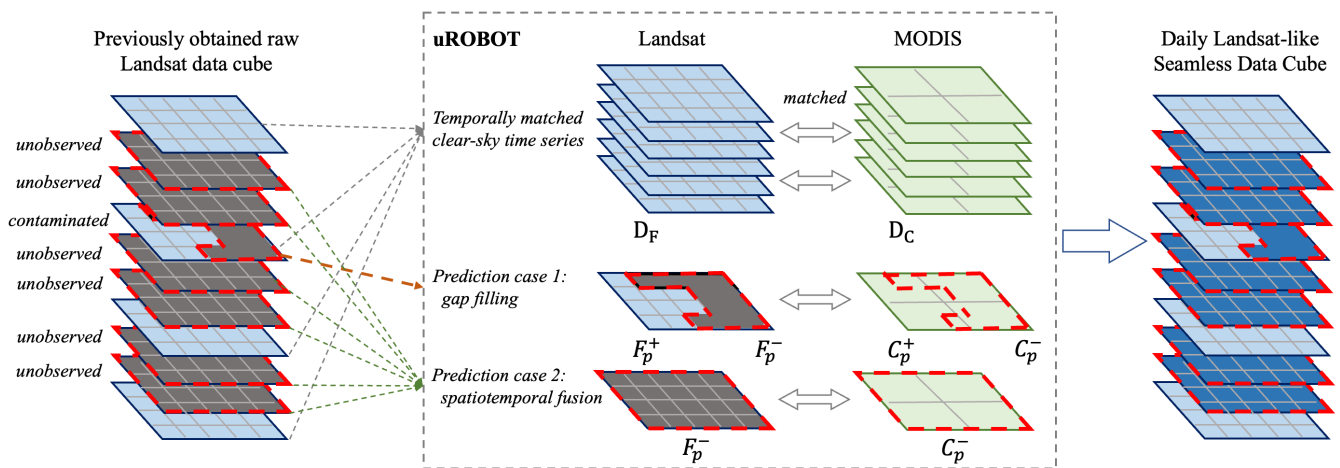 Previously obtained raw
Landsat data cube
unobserved
unobserved
contaminated
unobserved
unobserved
unobserved
unobserved
uROBOT
Landsat
MODIS
Temporally matched
clear-sky time series
matched
D_F
D_C
Prediction case 1:
gap filling
F_p^+
F_p^-
C_p^+
C_p^-
Prediction case 2:
spatiotemporal fusion
F_p^-
C_p^-
Daily Landsat-like
Seamless Data Cube